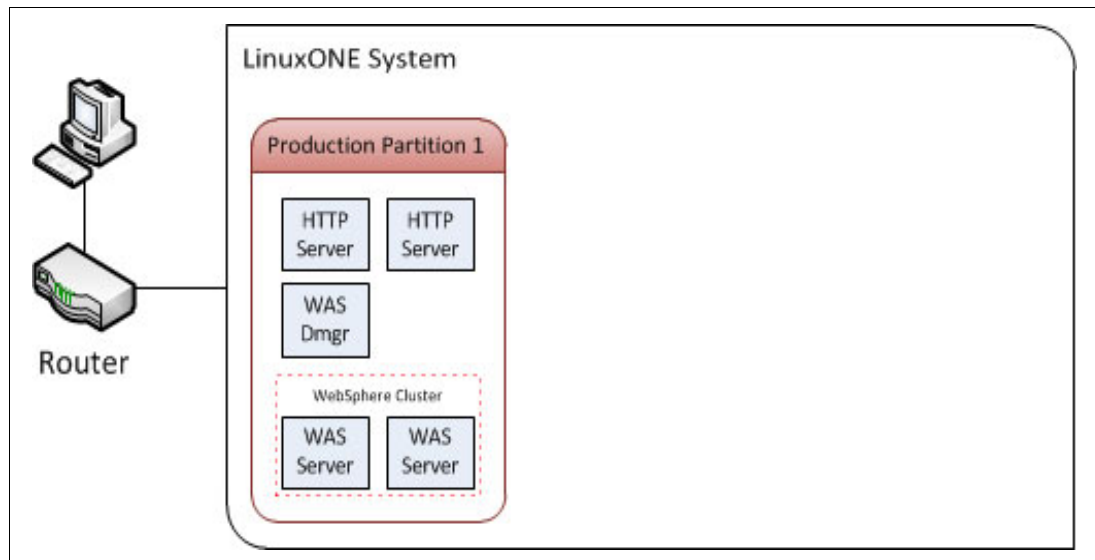 LinuxONE System
Production Partition 1
HTTP
Server
HTTP
Server
WAS
Dmgr
Router
WebSphere Cluster
WAS
Server
WAS
Server